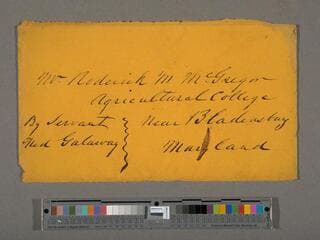 Mr Roderick M McGregor
Agricultural College
Near Bladensburg
Maryland
By Servant
Ned Galaway